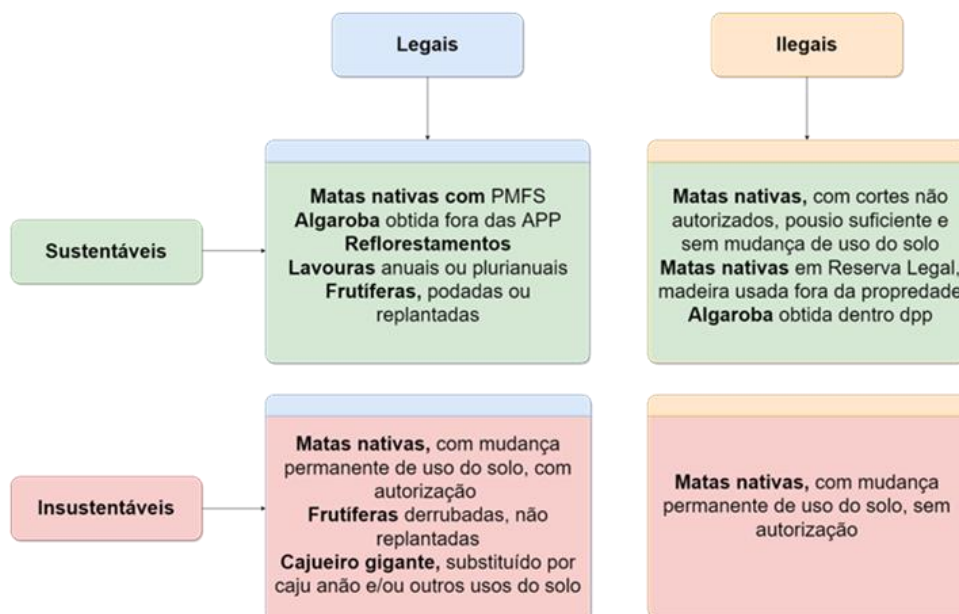 Legais
Ilegais
Sustentáveis
Matas nativas com PMFS
Algaroba obtida fora das APP
Reflorestamentos
Lavouras anuais ou plurianuais
Frutíferas, podadas ou
replantadas
Matas nativas, com cortes não
autorizados, pousio suficiente e
sem mudança de uso do solo
Matas nativas em Reserva Legal,
madeira usada fora da propredade
Algaroba obtida dentro dpp
Insustentáveis
Matas nativas, com mudança
permanente de uso do solo, com
autorização
Frutíferas derrubadas, não
replantadas
Cajueiro gigante, substituído por
caju anão e/ou outros usos do solo
Matas nativas, com mudança
permanente de uso do solo, sem
autorização